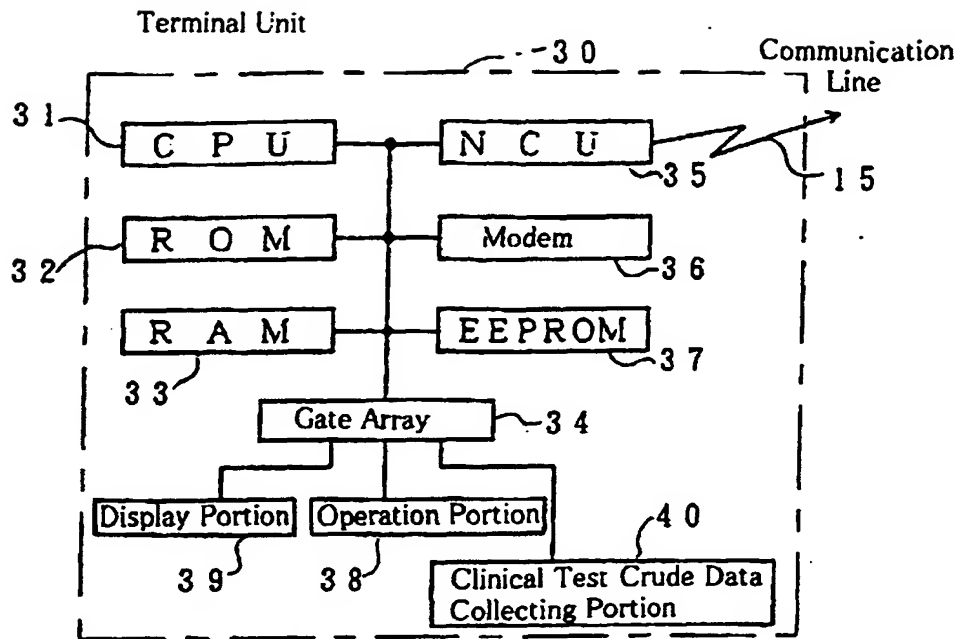 Terminal Unit
30
Communication
Line
31
CPU
NCU
35
15
32
ROM
Modem
36
RAM
33
EEPROM
37
Gate Array
34
Display Portion
39
Operation Portion
38
40
Clinical Test Crude Data
Collecting Portion